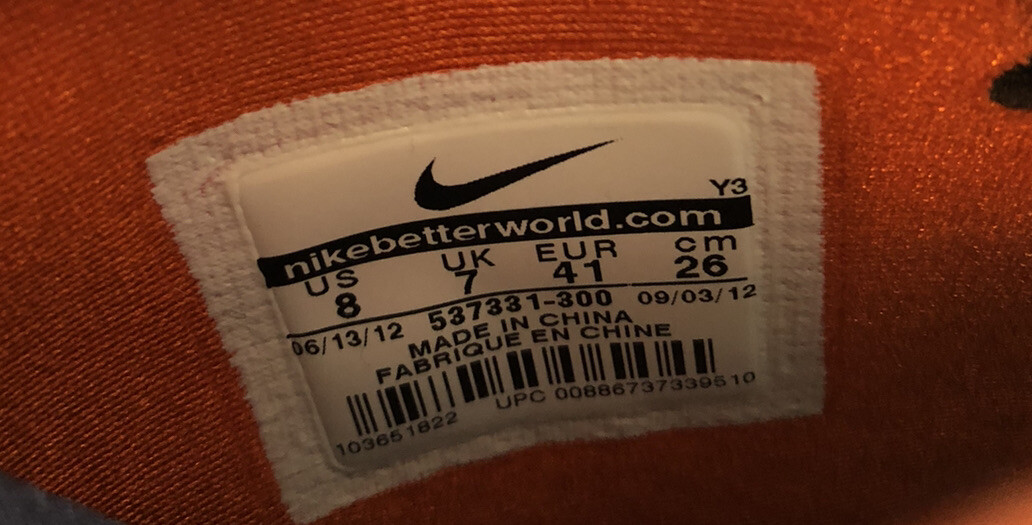 Y3
nikebetterworld.com
US UK EUR cm
8 7 41 26
06/13/12 537331-300 09/03/12
MADE IN CHINA
FABRIQUE EN CHINE
103651822 UPC 00886737339510